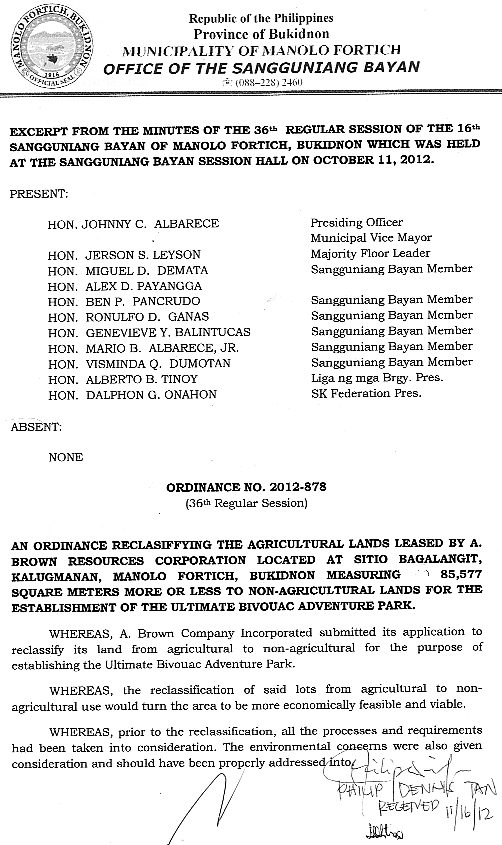 Republic of the Philippines
Province of Bukidnon
MUNICIPALITY OF MANOLO FORTICH
OFFICE OF THE SANGGUNIANG BAYAN
☏ (088–228) 2460
MANOLO FORTICH, BUKIDNON
OFFICIAL SEAL
EXCERPT FROM THE MINUTES OF THE 36th REGULAR SESSION OF THE 16th
SANGGUNIANG BAYAN OF MANOLO FORTICH, BUKIDNON WHICH WAS HELD
AT THE SANGGUNIANG BAYAN SESSION HALL ON OCTOBER 11, 2012.
PRESENT:
HON. JOHNNY C. ALBARECE Presiding Officer
Municipal Vice Mayor
HON. JERSON S. LEYSON Majority Floor Leader
HON. MIGUEL D. DEMATA Sangguniang Bayan Member
HON. ALEX D. PAYANGGA
HON. BEN P. PANCRUDO Sangguniang Bayan Member
HON. RONULFO D. GANAS Sangguniang Bayan Member
HON. GENEVIEVE Y. BALINTUCAS Sangguniang Bayan Member
HON. MARIO B. ALBARECE, JR. Sangguniang Bayan Member
HON. VISMINDA Q. DUMOTAN Sangguniang Bayan Member
HON. ALBERTO B. TINOY Liga ng mga Brgy. Pres.
HON. DALPHON G. ONAHON SK Federation Pres.
ABSENT:
NONE
ORDINANCE NO. 2012-878
(36th Regular Session)
AN ORDINANCE RECLASIFFYING THE AGRICULTURAL LANDS LEASED BY A.
BROWN RESOURCES CORPORATION LOCATED AT SITIO BAGALANGIT,
KALUGMANAN, MANOLO FORTICH, BUKIDNON MEASURING 85,577
SQUARE METERS MORE OR LESS TO NON-AGRICULTURAL LANDS FOR THE
ESTABLISHMENT OF THE ULTIMATE BIVOUAC ADVENTURE PARK.
WHEREAS, A. Brown Company Incorporated submitted its application to
reclassify its land from agricultural to non-agricultural for the purpose of
establishing the Ultimate Bivouac Adventure Park.
WHEREAS, the reclassification of said lots from agricultural to non-
agricultural use would turn the area to be more economically feasible and viable.
WHEREAS, prior to the reclassification, all the processes and requirements
had been taken into consideration. The environmental concerns were also given
consideration and should have been properly addressed into.
PHILIP DENNIS TAN
RECEIVED 11/16/12